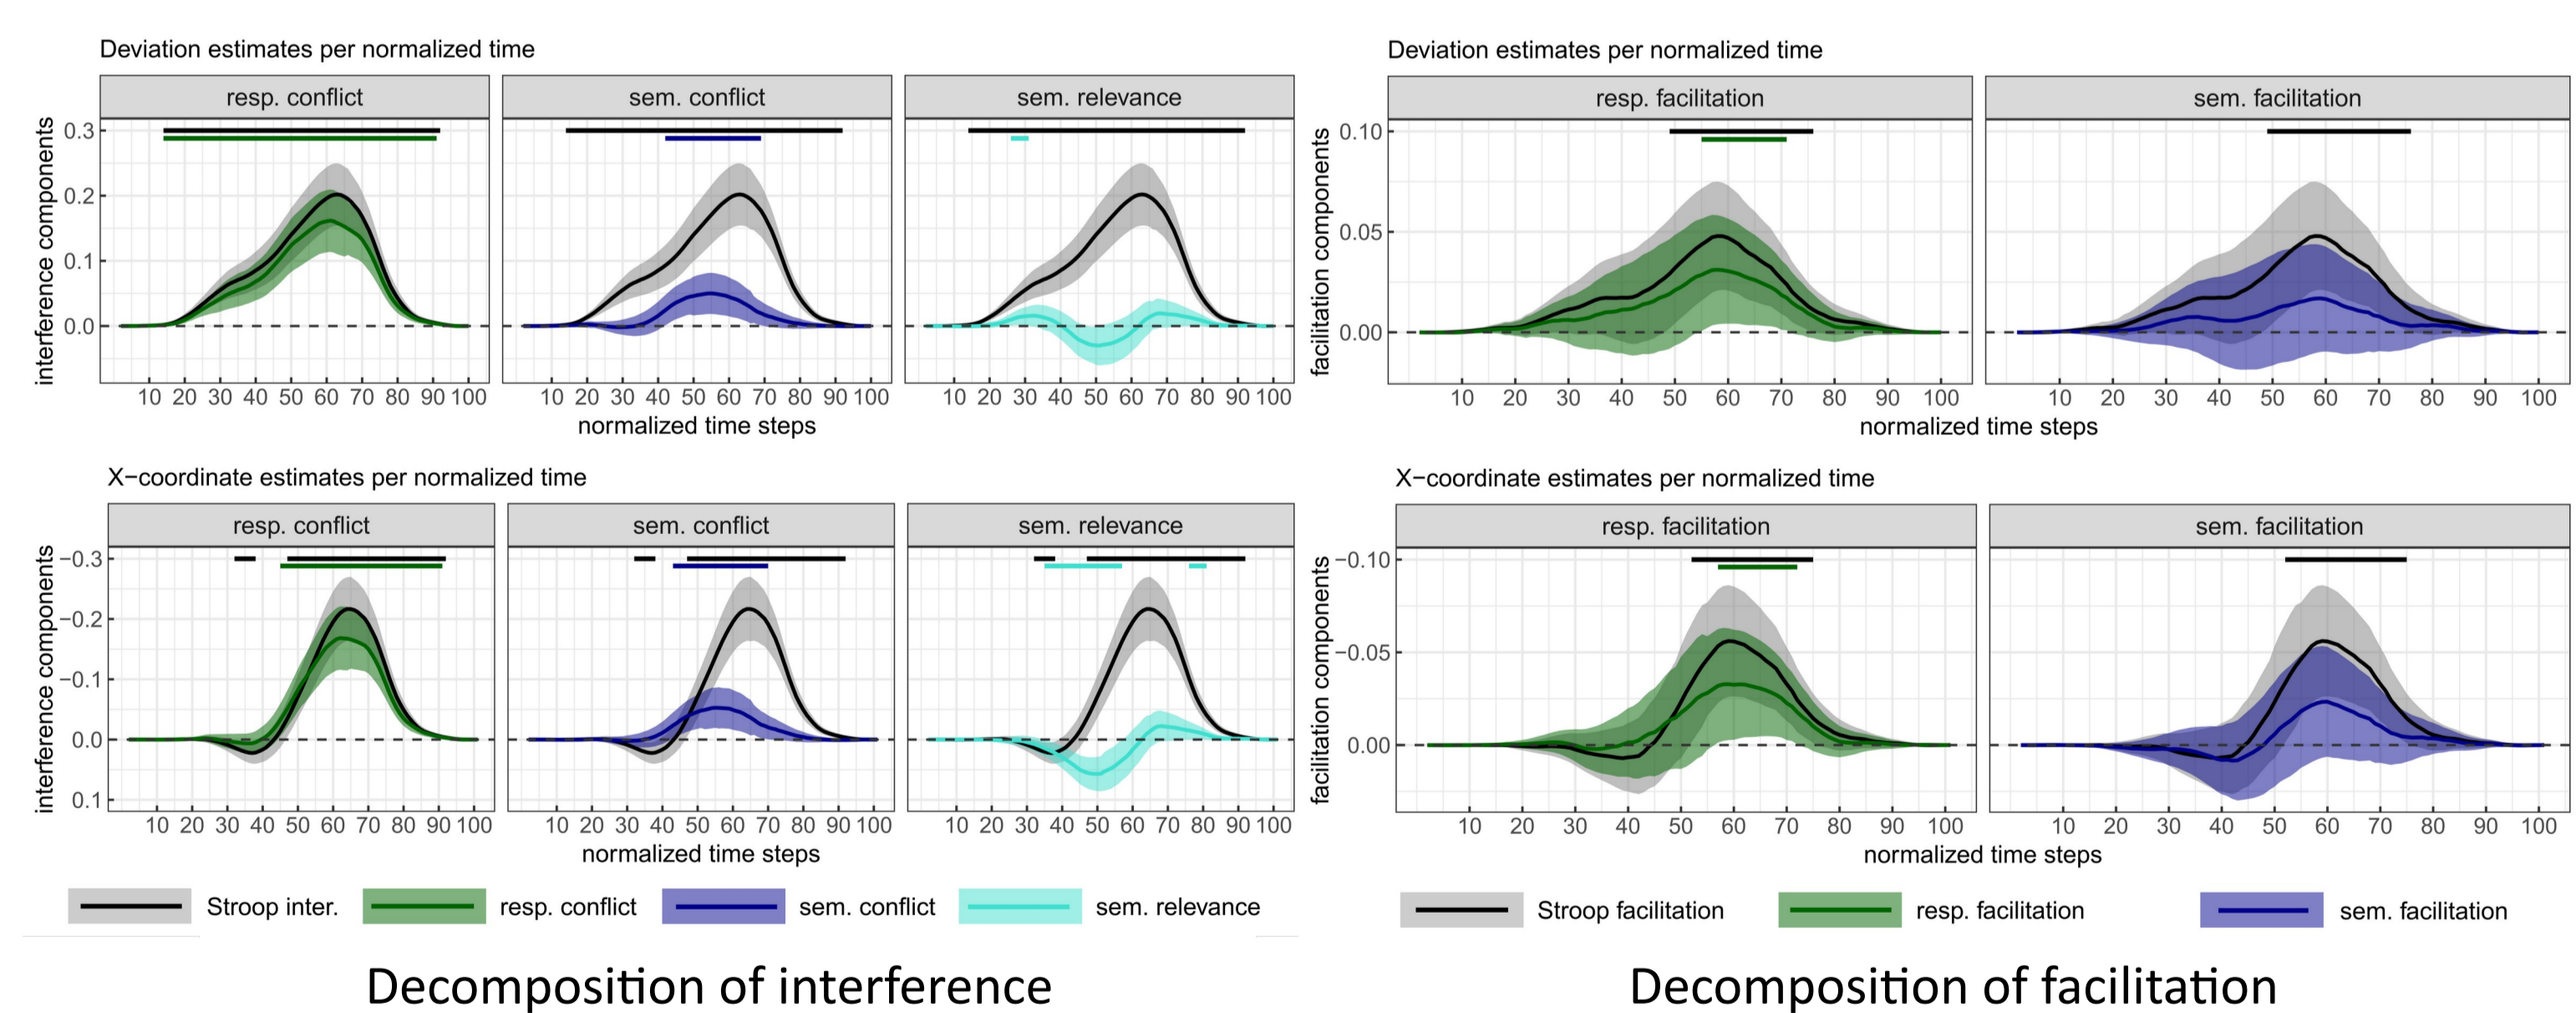 Deviation estimates per normalized time
resp. conflict sem. conflict sem. relevance
interference components
0.3
0.2
0.1
0.0
10 20 30 40 50 60 70 80 90 100 10 20 30 40 50 60 70 80 90 100 10 20 30 40 50 60 70 80 90 100
normalized time steps
X−coordinate estimates per normalized time
resp. conflict sem. conflict sem. relevance
interference components
−0.3
−0.2
−0.1
0.0
0.1
10 20 30 40 50 60 70 80 90 100 10 20 30 40 50 60 70 80 90 100 10 20 30 40 50 60 70 80 90 100
normalized time steps
Stroop inter. resp. conflict sem. conflict sem. relevance
Decomposition of interference
Deviation estimates per normalized time
resp. facilitation sem. facilitation
facilitation components
0.10
0.05
0.00
10 20 30 40 50 60 70 80 90 100 10 20 30 40 50 60 70 80 90 100
normalized time steps
X−coordinate estimates per normalized time
resp. facilitation sem. facilitation
facilitation components
−0.10
−0.05
0.00
10 20 30 40 50 60 70 80 90 100 10 20 30 40 50 60 70 80 90 100
normalized time steps
Stroop facilitation resp. facilitation sem. facilitation
Decomposition of facilitation